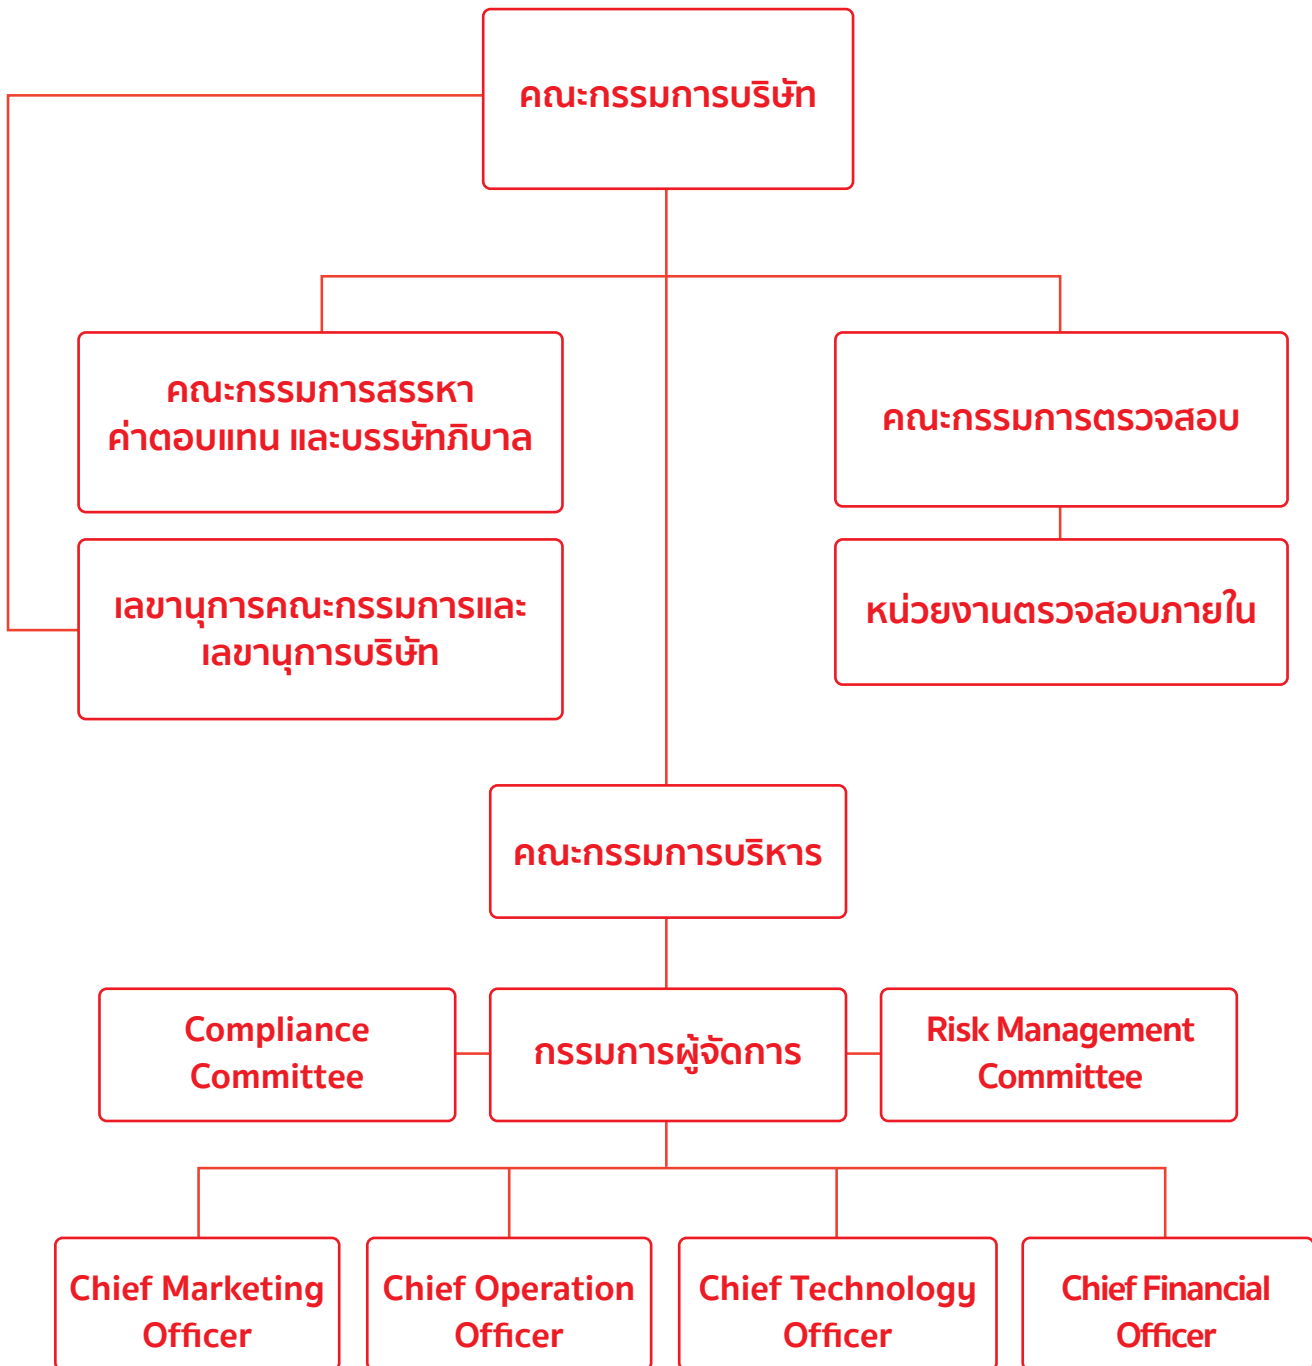 คณะกรรมการบริษัท
คณะกรรมการสรรหา
ค่าตอบแทน และบรรษัทภิบาล
คณะกรรมการตรวจสอบ
เลขานุการคณะกรรมการและ
เลขานุการบริษัท
หน่วยงานตรวจสอบภายใน
คณะกรรมการบริหาร
Compliance
Committee
กรรมการผู้จัดการ
Risk Management
Committee
Chief Marketing
Officer
Chief Operation
Officer
Chief Technology
Officer
Chief Financial
Officer